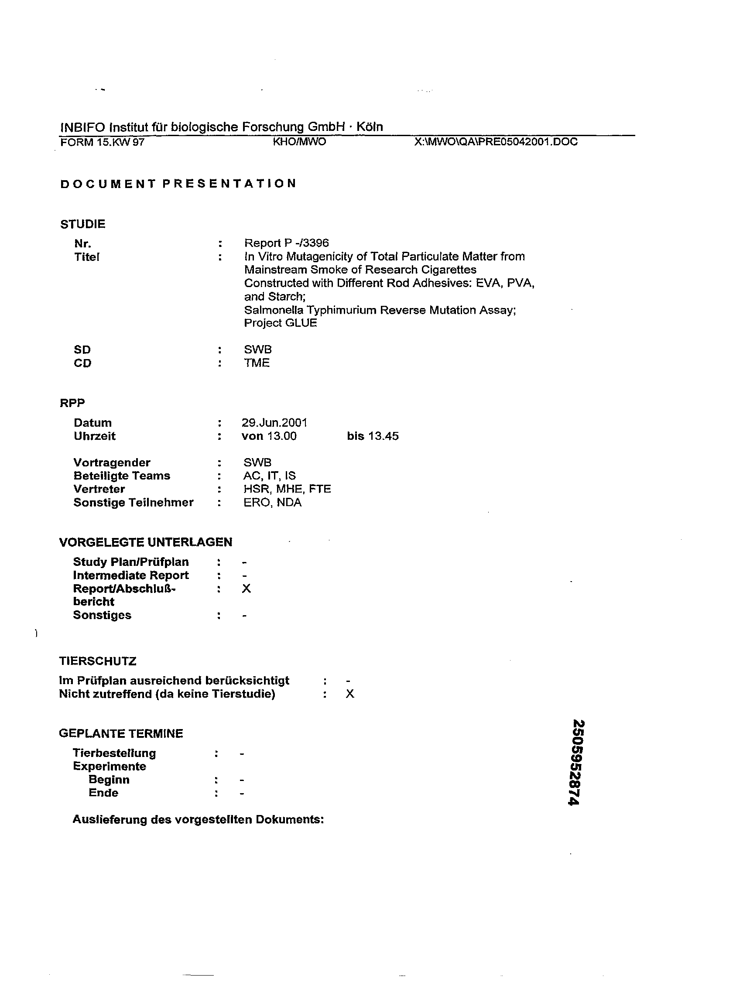 INBIFO Institut für biologische Forschung GmbH · Köln
FORM 15.KW 97 KHO/MWO X:\MWO\QA\PRE05042001.DOC
DOCUMENT PRESENTATION
STUDIE
Nr. : Report P -/3396
Titel : In Vitro Mutagenicity of Total Particulate Matter from
Mainstream Smoke of Research Cigarettes
Constructed with Different Rod Adhesives: EVA, PVA,
and Starch;
Salmonella Typhimurium Reverse Mutation Assay;
Project GLUE
SD : SWB
CD : TME
RPP
Datum : 29.Jun.2001
Uhrzeit : von 13.00 bis 13.45
Vortragender : SWB
Beteiligte Teams : AC, IT, IS
Vertreter : HSR, MHE, FTE
Sonstige Teilnehmer : ERO, NDA
VORGELEGTE UNTERLAGEN
Study Plan/Prüfplan : -
Intermediate Report : -
Report/Abschluß- : X
bericht
Sonstiges : -
TIERSCHUTZ
Im Prüfplan ausreichend berücksichtigt : -
Nicht zutreffend (da keine Tierstudie) : X
GEPLANTE TERMINE
Tierbestellung : -
Experimente
Beginn : -
Ende : -
Auslieferung des vorgestellten Dokuments:
2505952874